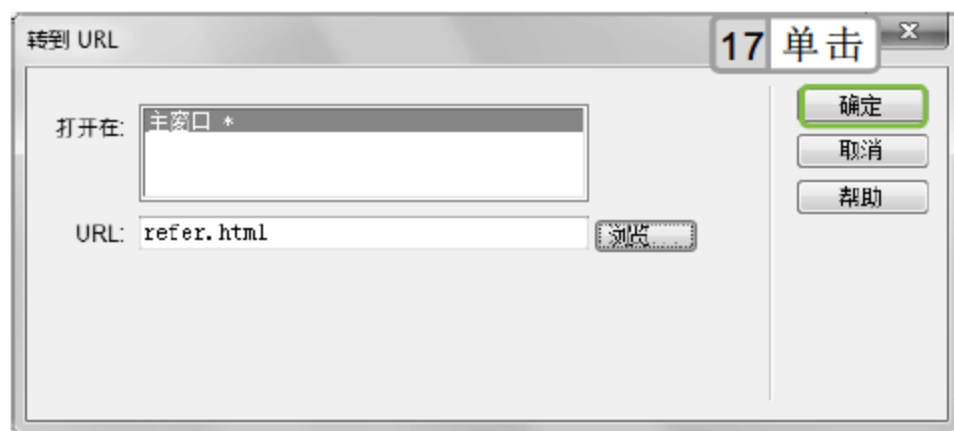 转到 URL
17 单击
打开在:
主窗口 *
确定
取消
帮助
URL:
refer.html
浏览...